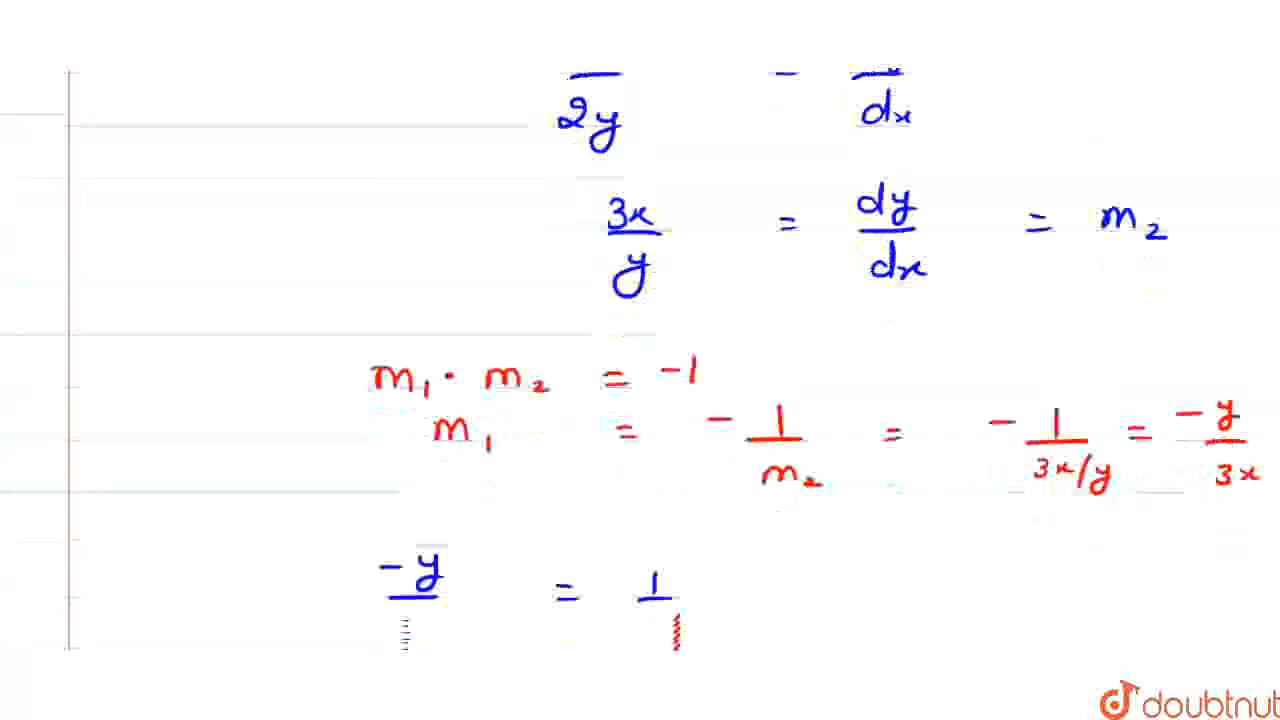 2y - dx
3x/y = dy/dx = m₂
m₁ · m₂ = -1
m₁ = - 1/m₂ = - 1/(3x/y) = -y/3x
-y = 1
doubtnut